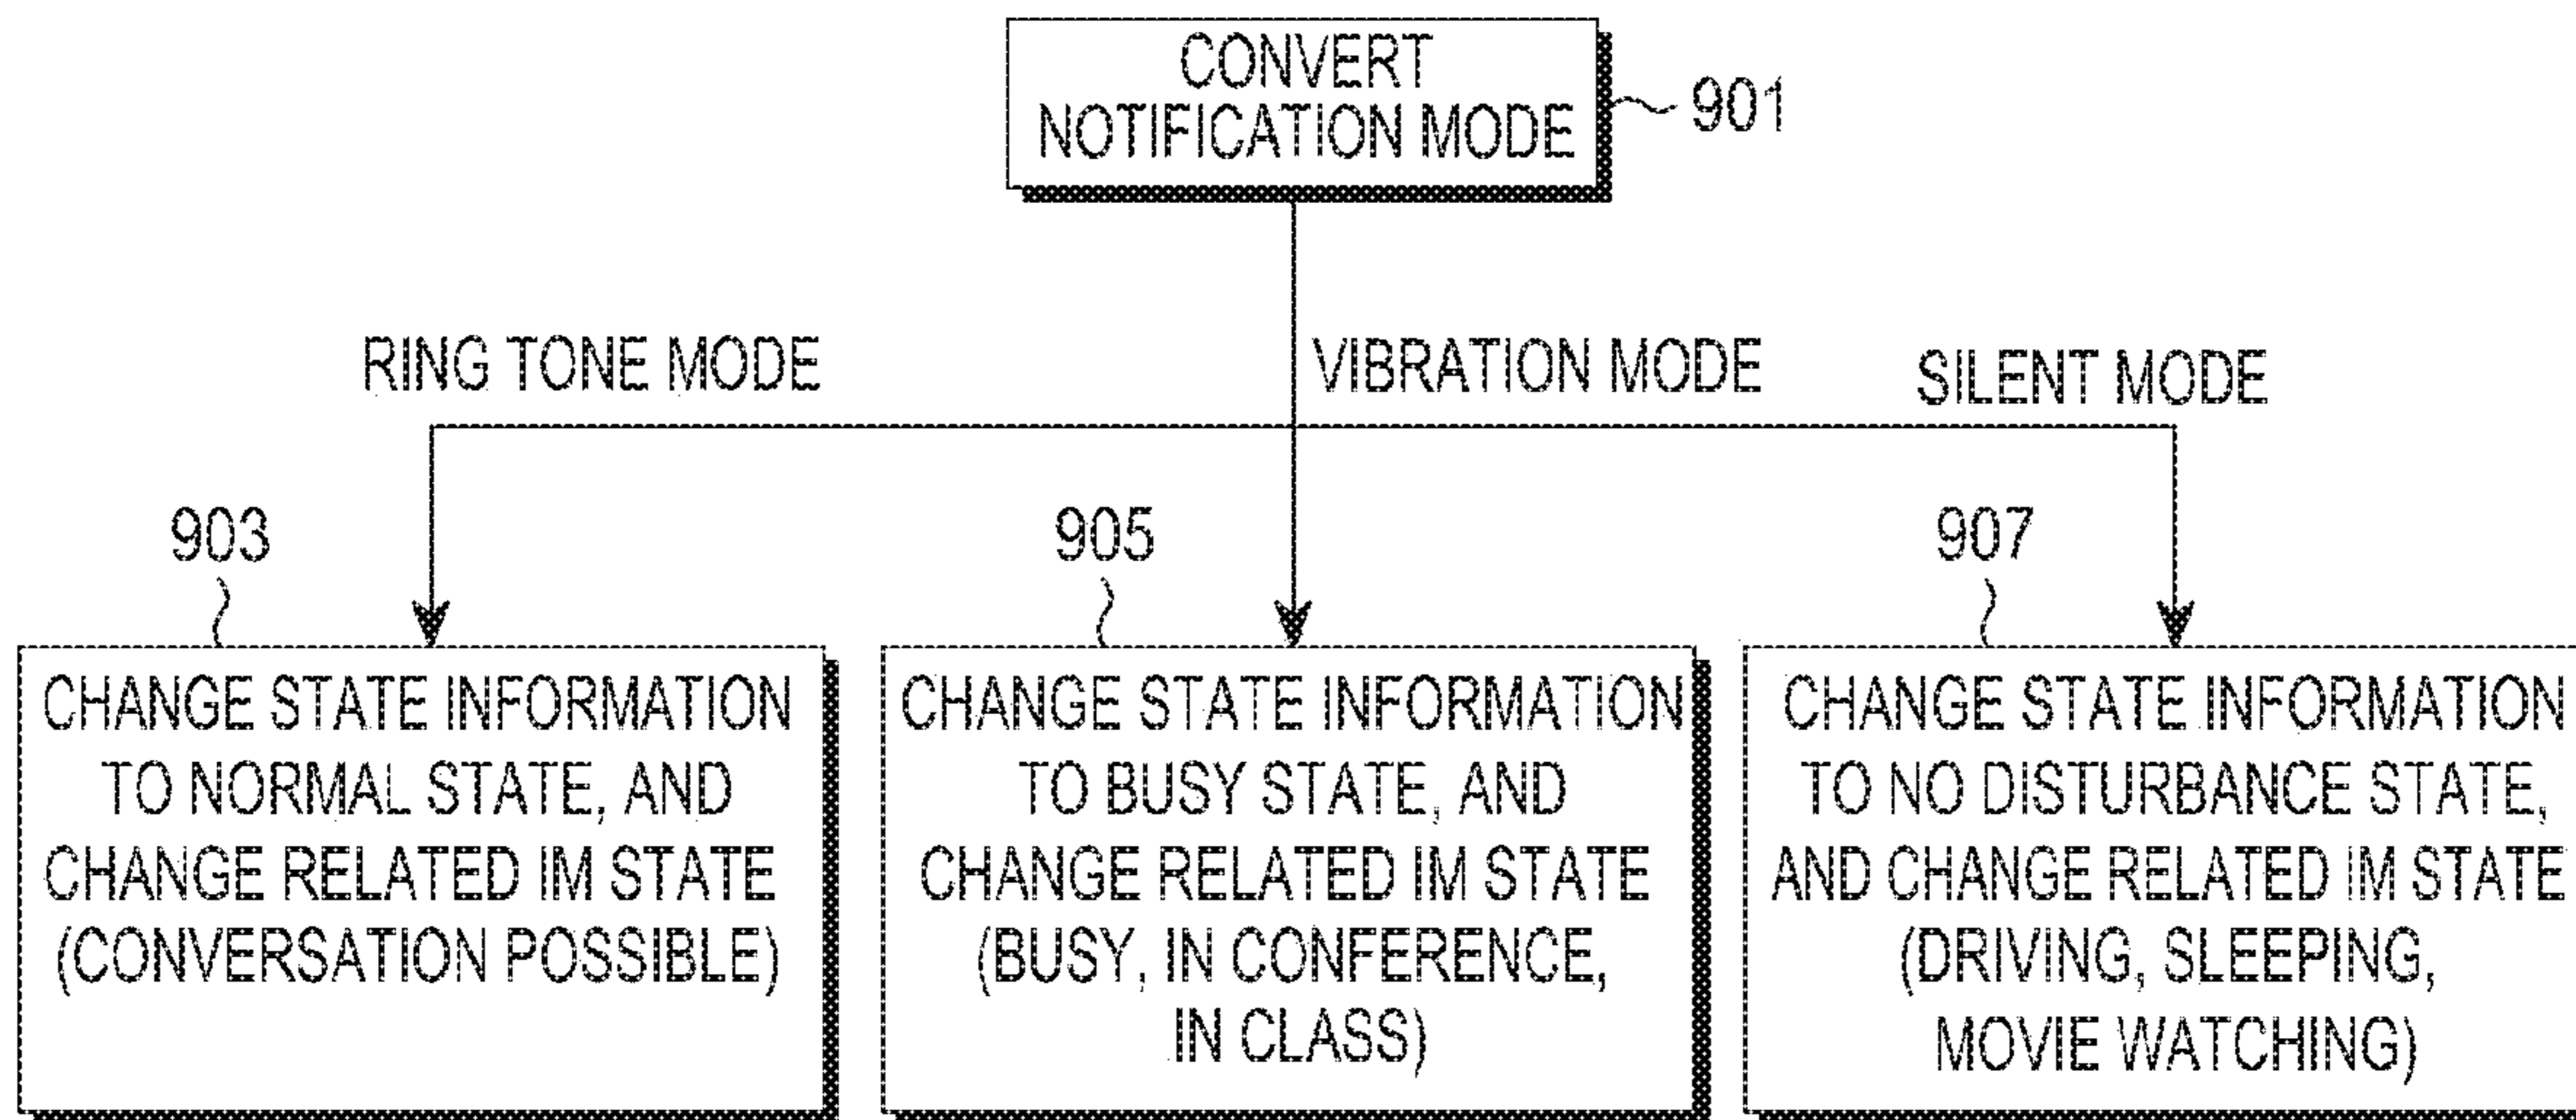 CONVERT
NOTIFICATION MODE
901
RING TONE MODE
VIBRATION MODE
SILENT MODE
903
905
907
CHANGE STATE INFORMATION
TO NORMAL STATE, AND
CHANGE RELATED IM STATE
(CONVERSATION POSSIBLE)
CHANGE STATE INFORMATION
TO BUSY STATE, AND
CHANGE RELATED IM STATE
(BUSY, IN CONFERENCE,
IN CLASS)
CHANGE STATE INFORMATION
TO NO DISTURBANCE STATE,
AND CHANGE RELATED IM STATE
(DRIVING, SLEEPING,
MOVIE WATCHING)